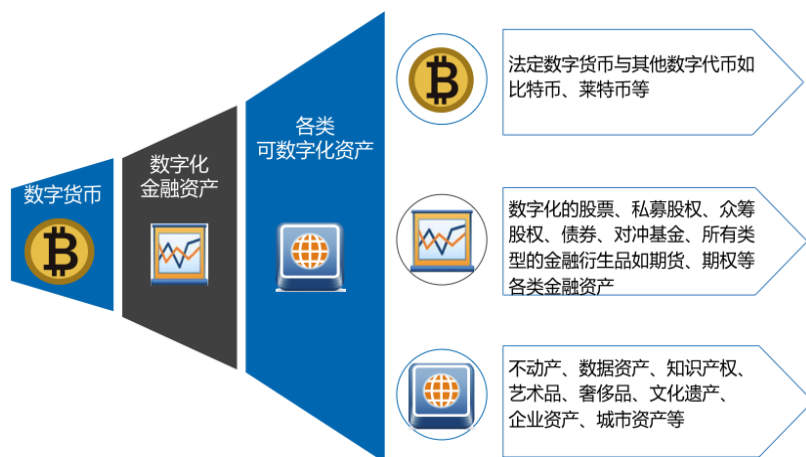 数字货币
数字化
金融资产
各类
可数字化资产
法定数字货币与其他数字代币如
比特币、莱特币等
数字化的股票、私募股权、众筹
股权、债券、对冲基金、所有类
型的金融衍生品如期货、期权等
各类金融资产
不动产、数据资产、知识产权、
艺术品、奢侈品、文化遗产、
企业资产、城市资产等